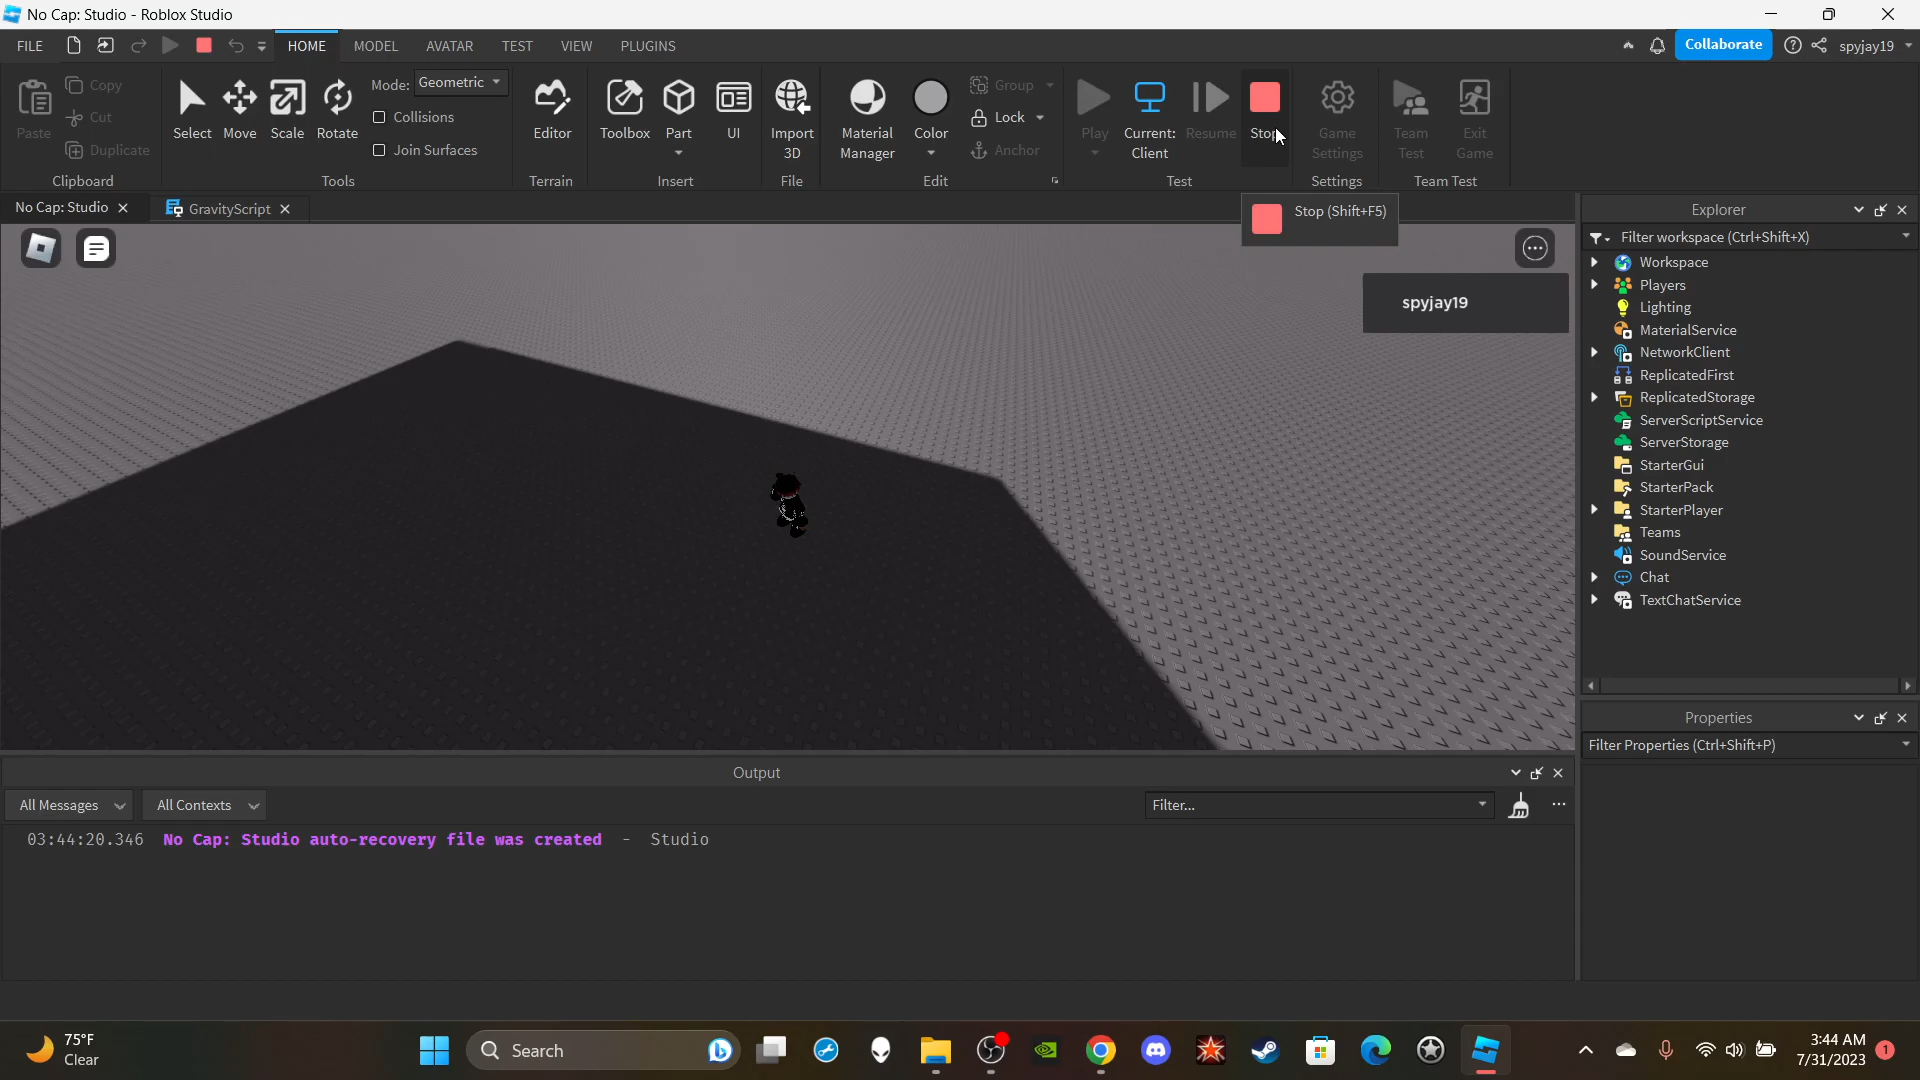 No Cap: Studio - Roblox Studio
FILE HOME MODEL AVATAR TEST VIEW PLUGINS Collaborate spyjay19
Paste
Copy
Cut
Duplicate
Clipboard
Select Move Scale Rotate
Mode: Geometric
Collisions
Join Surfaces
Tools
Editor
Terrain
Toolbox Part UI
Insert
Import
3D
File
Material
Manager
Color
Group
Lock
Anchor
Edit
Play
Current:
Client
Resume
Stop
Test
Game
Settings
Settings
Team
Test
Exit
Game
Team Test
No Cap: Studio
GravityScript
Stop (Shift+F5)
spyjay19
Explorer
Filter workspace (Ctrl+Shift+X)
Workspace
Players
Lighting
MaterialService
NetworkClient
ReplicatedFirst
ReplicatedStorage
ServerScriptService
ServerStorage
StarterGui
StarterPack
StarterPlayer
Teams
SoundService
Chat
TextChatService
Properties
Filter Properties (Ctrl+Shift+P)
Output
All Messages All Contexts Filter...
03:44:20.346 No Cap: Studio auto-recovery file was created - Studio
75°F
Clear
Search
3:44 AM
7/31/2023
1